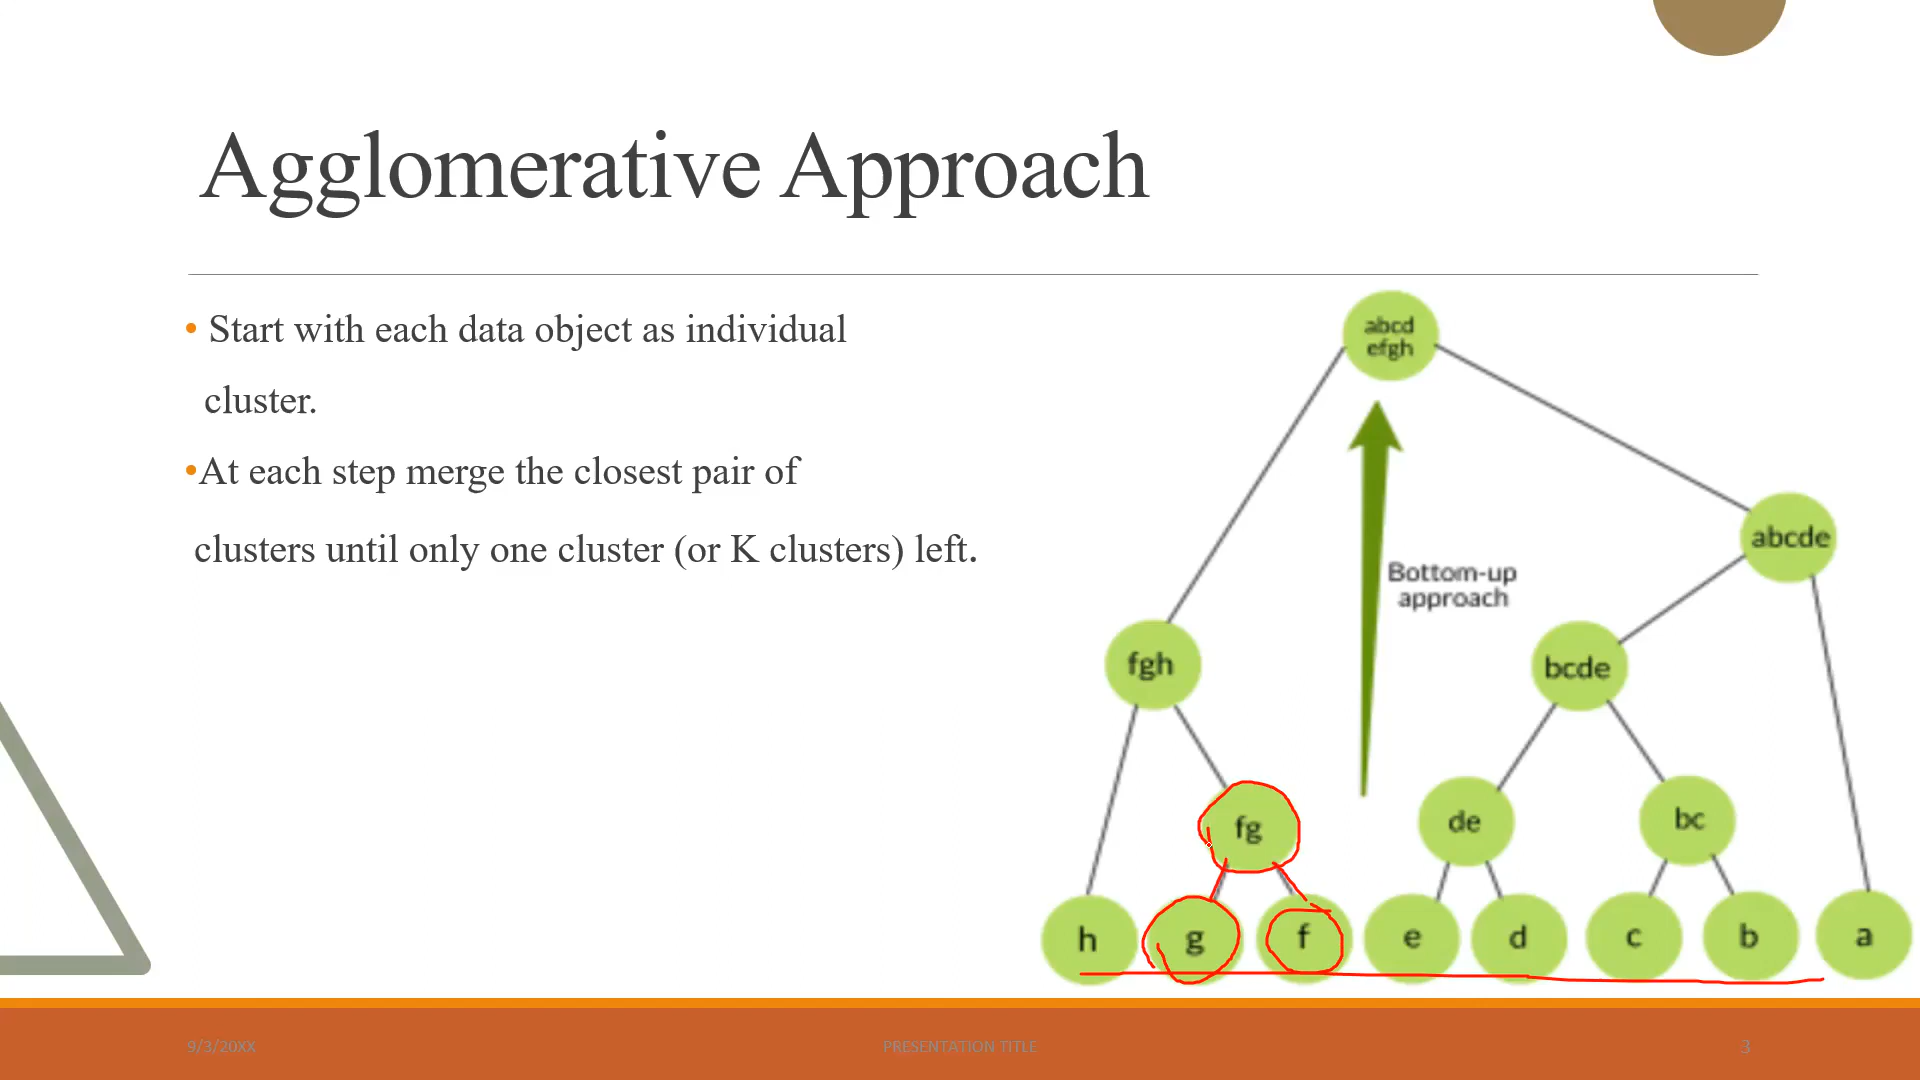 Agglomerative Approach
• Start with each data object as individual
cluster.
•At each step merge the closest pair of
clusters until only one cluster (or K clusters) left.
abcd
efgh
abcde
Bottom-up
approach
fgh
bcde
fg
de
bc
h
g
f
e
d
c
b
a
9/3/20XX
PRESENTATION TITLE
3